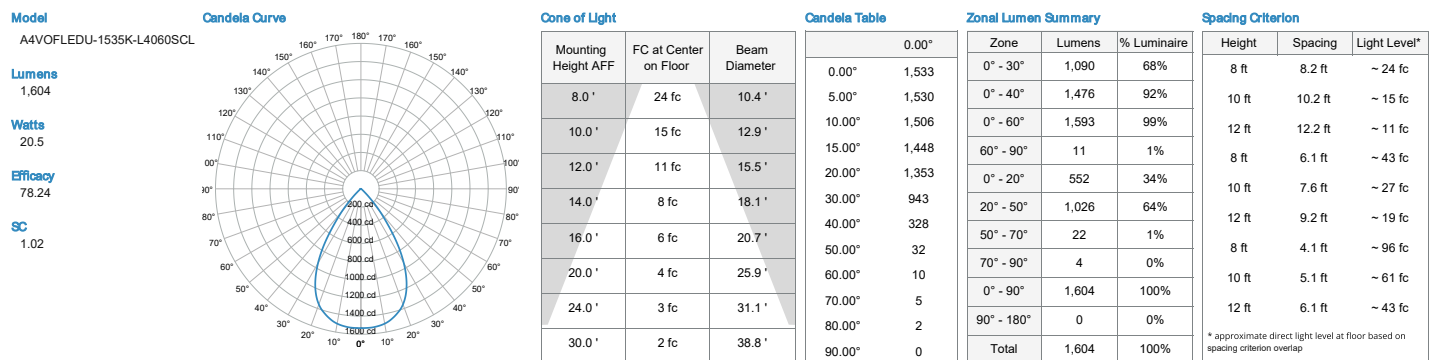 Model
A4VOFLEDU-1535K-L4060SCL
Lumens
1,604
Watts
20.5
Efficacy
78.24
SC
1.02
Candela Curve
180°
170° 170°
160° 160°
150° 150°
140° 140°
130° 130°
120° 120°
110° 110°
00° 100
90° 90
80° 80°
70° 70°
60° 60°
50° 50°
40° 40°
30° 30°
20° 20°
10° 0° 10°
200 cd
400 cd
600 cd
800 cd
1000 cd
1200 cd
1400 cd
1600 cd
Cone of Light
Mounting Height AFF FC at Center on Floor Beam Diameter
8.0 ' 24 fc 10.4 '
10.0 ' 15 fc 12.9 '
12.0 ' 11 fc 15.5 '
14.0 ' 8 fc 18.1 '
16.0 ' 6 fc 20.7 '
20.0 ' 4 fc 25.9 '
24.0 ' 3 fc 31.1 '
30.0 ' 2 fc 38.8 '
Candela Table
0.00°
0.00° 1,533
5.00° 1,530
10.00° 1,506
15.00° 1,448
20.00° 1,353
30.00° 943
40.00° 328
50.00° 32
60.00° 10
70.00° 5
80.00° 2
90.00° 0
Zonal Lumen Summary
Zone Lumens % Luminaire
0° - 30° 1,090 68%
0° - 40° 1,476 92%
0° - 60° 1,593 99%
60° - 90° 11 1%
0° - 20° 552 34%
20° - 50° 1,026 64%
50° - 70° 22 1%
70° - 90° 4 0%
0° - 90° 1,604 100%
90° - 180° 0 0%
Total 1,604 100%
Spacing Criterion
Height Spacing Light Level*
8 ft 8.2 ft ~ 24 fc
10 ft 10.2 ft ~ 15 fc
12 ft 12.2 ft ~ 11 fc
8 ft 6.1 ft ~ 43 fc
10 ft 7.6 ft ~ 27 fc
12 ft 9.2 ft ~ 19 fc
8 ft 4.1 ft ~ 96 fc
10 ft 5.1 ft ~ 61 fc
12 ft 6.1 ft ~ 43 fc
* approximate direct light level at floor based on
spacing criterion overlap